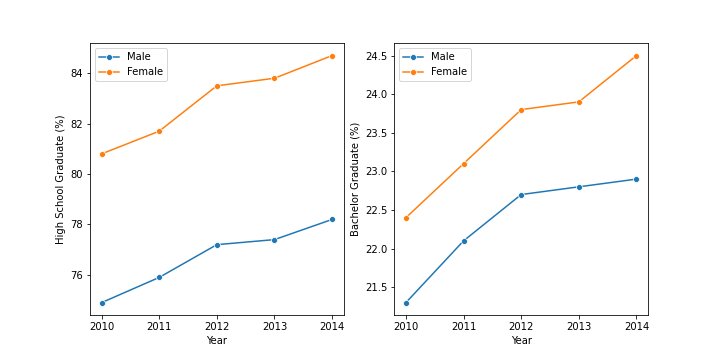 Male
Female
84
82
80
78
76
High School Graduate (%)
2010 2011 2012 2013 2014
Year
Male
Female
24.5
24.0
23.5
23.0
22.5
22.0
21.5
Bachelor Graduate (%)
2010 2011 2012 2013 2014
Year